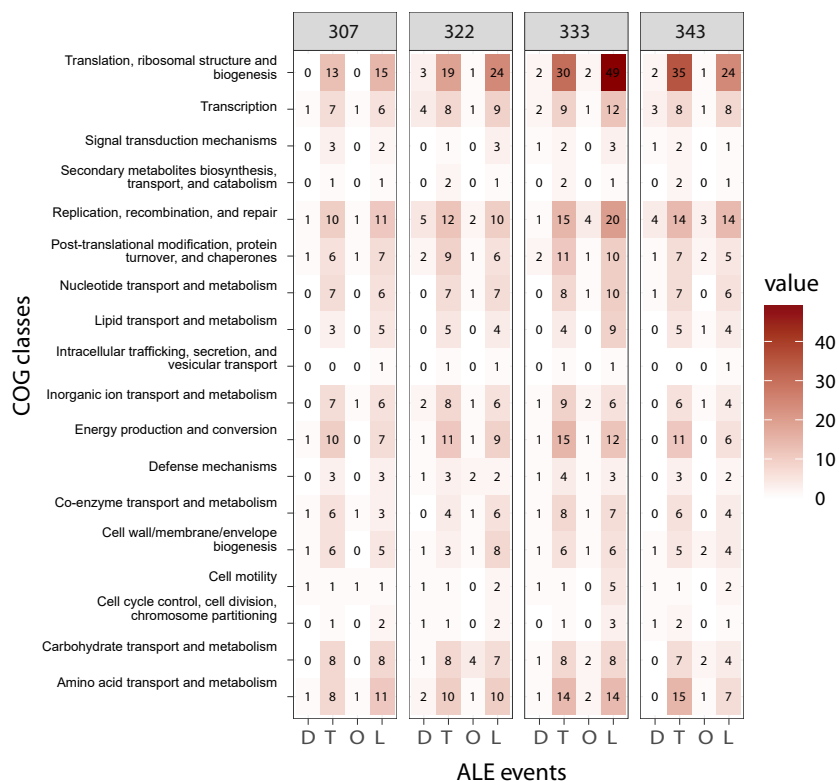 307 322 333 343
Translation, ribosomal structure and
biogenesis
0 13 0 15 3 19 1 24 2 30 2 49 2 35 1 24
Transcription
1 7 1 6 4 8 1 9 2 9 1 12 3 8 1 8
Signal transduction mechanisms
0 3 0 2 0 1 0 3 1 2 0 3 1 2 0 1
Secondary metabolites biosynthesis,
transport, and catabolism
0 1 0 1 0 2 0 1 0 2 0 1 0 2 0 1
Replication, recombination, and repair
1 10 1 11 5 12 2 10 1 15 4 20 4 14 3 14
Post-translational modification, protein
turnover, and chaperones
1 6 1 7 2 9 1 6 2 11 1 10 1 7 2 5
Nucleotide transport and metabolism
0 7 0 6 0 7 1 7 0 8 1 10 1 7 0 6
Lipid transport and metabolism
0 3 0 5 0 5 0 4 0 4 0 9 0 5 1 4
Intracellular trafficking, secretion, and
vesicular transport
0 0 0 1 0 1 0 1 0 1 0 1 0 0 0 1
Inorganic ion transport and metabolism
0 7 1 6 2 8 1 6 1 9 2 6 0 6 1 4
Energy production and conversion
1 10 0 7 1 11 1 9 1 15 1 12 0 11 0 6
Defense mechanisms
0 3 0 3 1 3 2 2 1 4 1 3 0 3 0 2
Co-enzyme transport and metabolism
1 6 1 3 0 4 1 6 1 8 1 7 0 6 0 4
Cell wall/membrane/envelope
biogenesis
1 6 0 5 1 3 1 8 1 6 1 6 1 5 2 4
Cell motility
1 1 1 1 1 1 0 2 1 1 0 5 1 1 0 2
Cell cycle control, cell division,
chromosome partitioning
0 1 0 2 1 1 0 2 0 1 0 3 1 2 0 1
Carbohydrate transport and metabolism
0 8 0 8 1 8 4 7 1 8 2 8 0 7 2 4
Amino acid transport and metabolism
1 8 1 11 2 10 1 10 1 14 2 14 0 15 1 7
D T O L D T O L D T O L D T O L
ALE events
COG classes
value
40
30
20
10
0